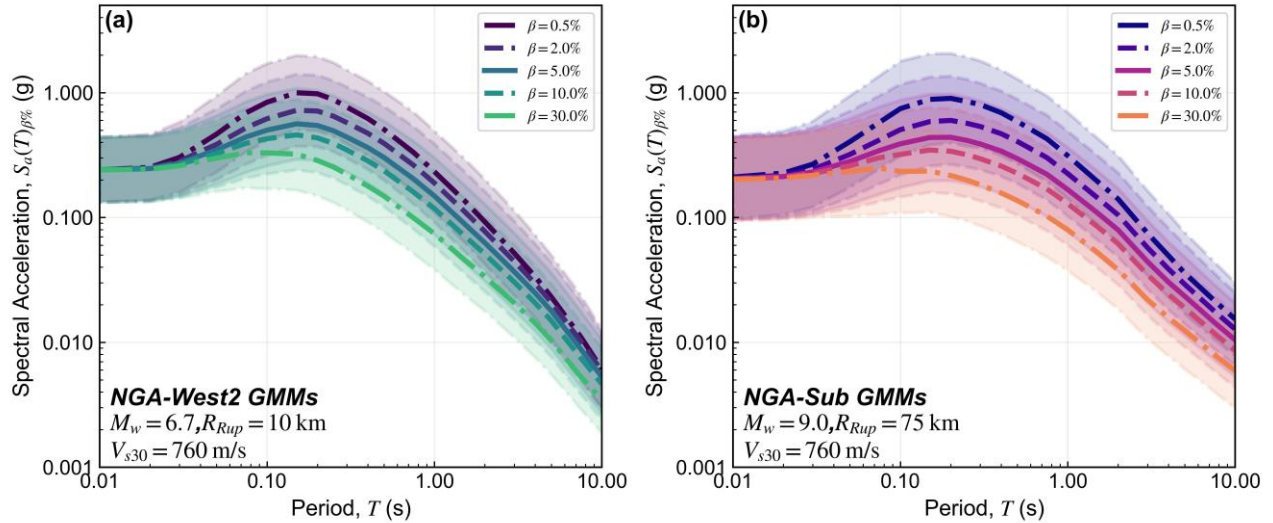 (a)
β = 0.5%
β = 2.0%
β = 5.0%
β = 10.0%
β = 30.0%
1.000
0.100
0.010
0.001
Spectral Acceleration, Sa(T)β% (g)
NGA-West2 GMMs
Mw = 6.7, RRup = 10 km
Vs30 = 760 m/s
0.01
0.10
1.00
10.00
Period, T (s)
(b)
β = 0.5%
β = 2.0%
β = 5.0%
β = 10.0%
β = 30.0%
1.000
0.100
0.010
0.001
Spectral Acceleration, Sa(T)β% (g)
NGA-Sub GMMs
Mw = 9.0, RRup = 75 km
Vs30 = 760 m/s
0.01
0.10
1.00
10.00
Period, T (s)